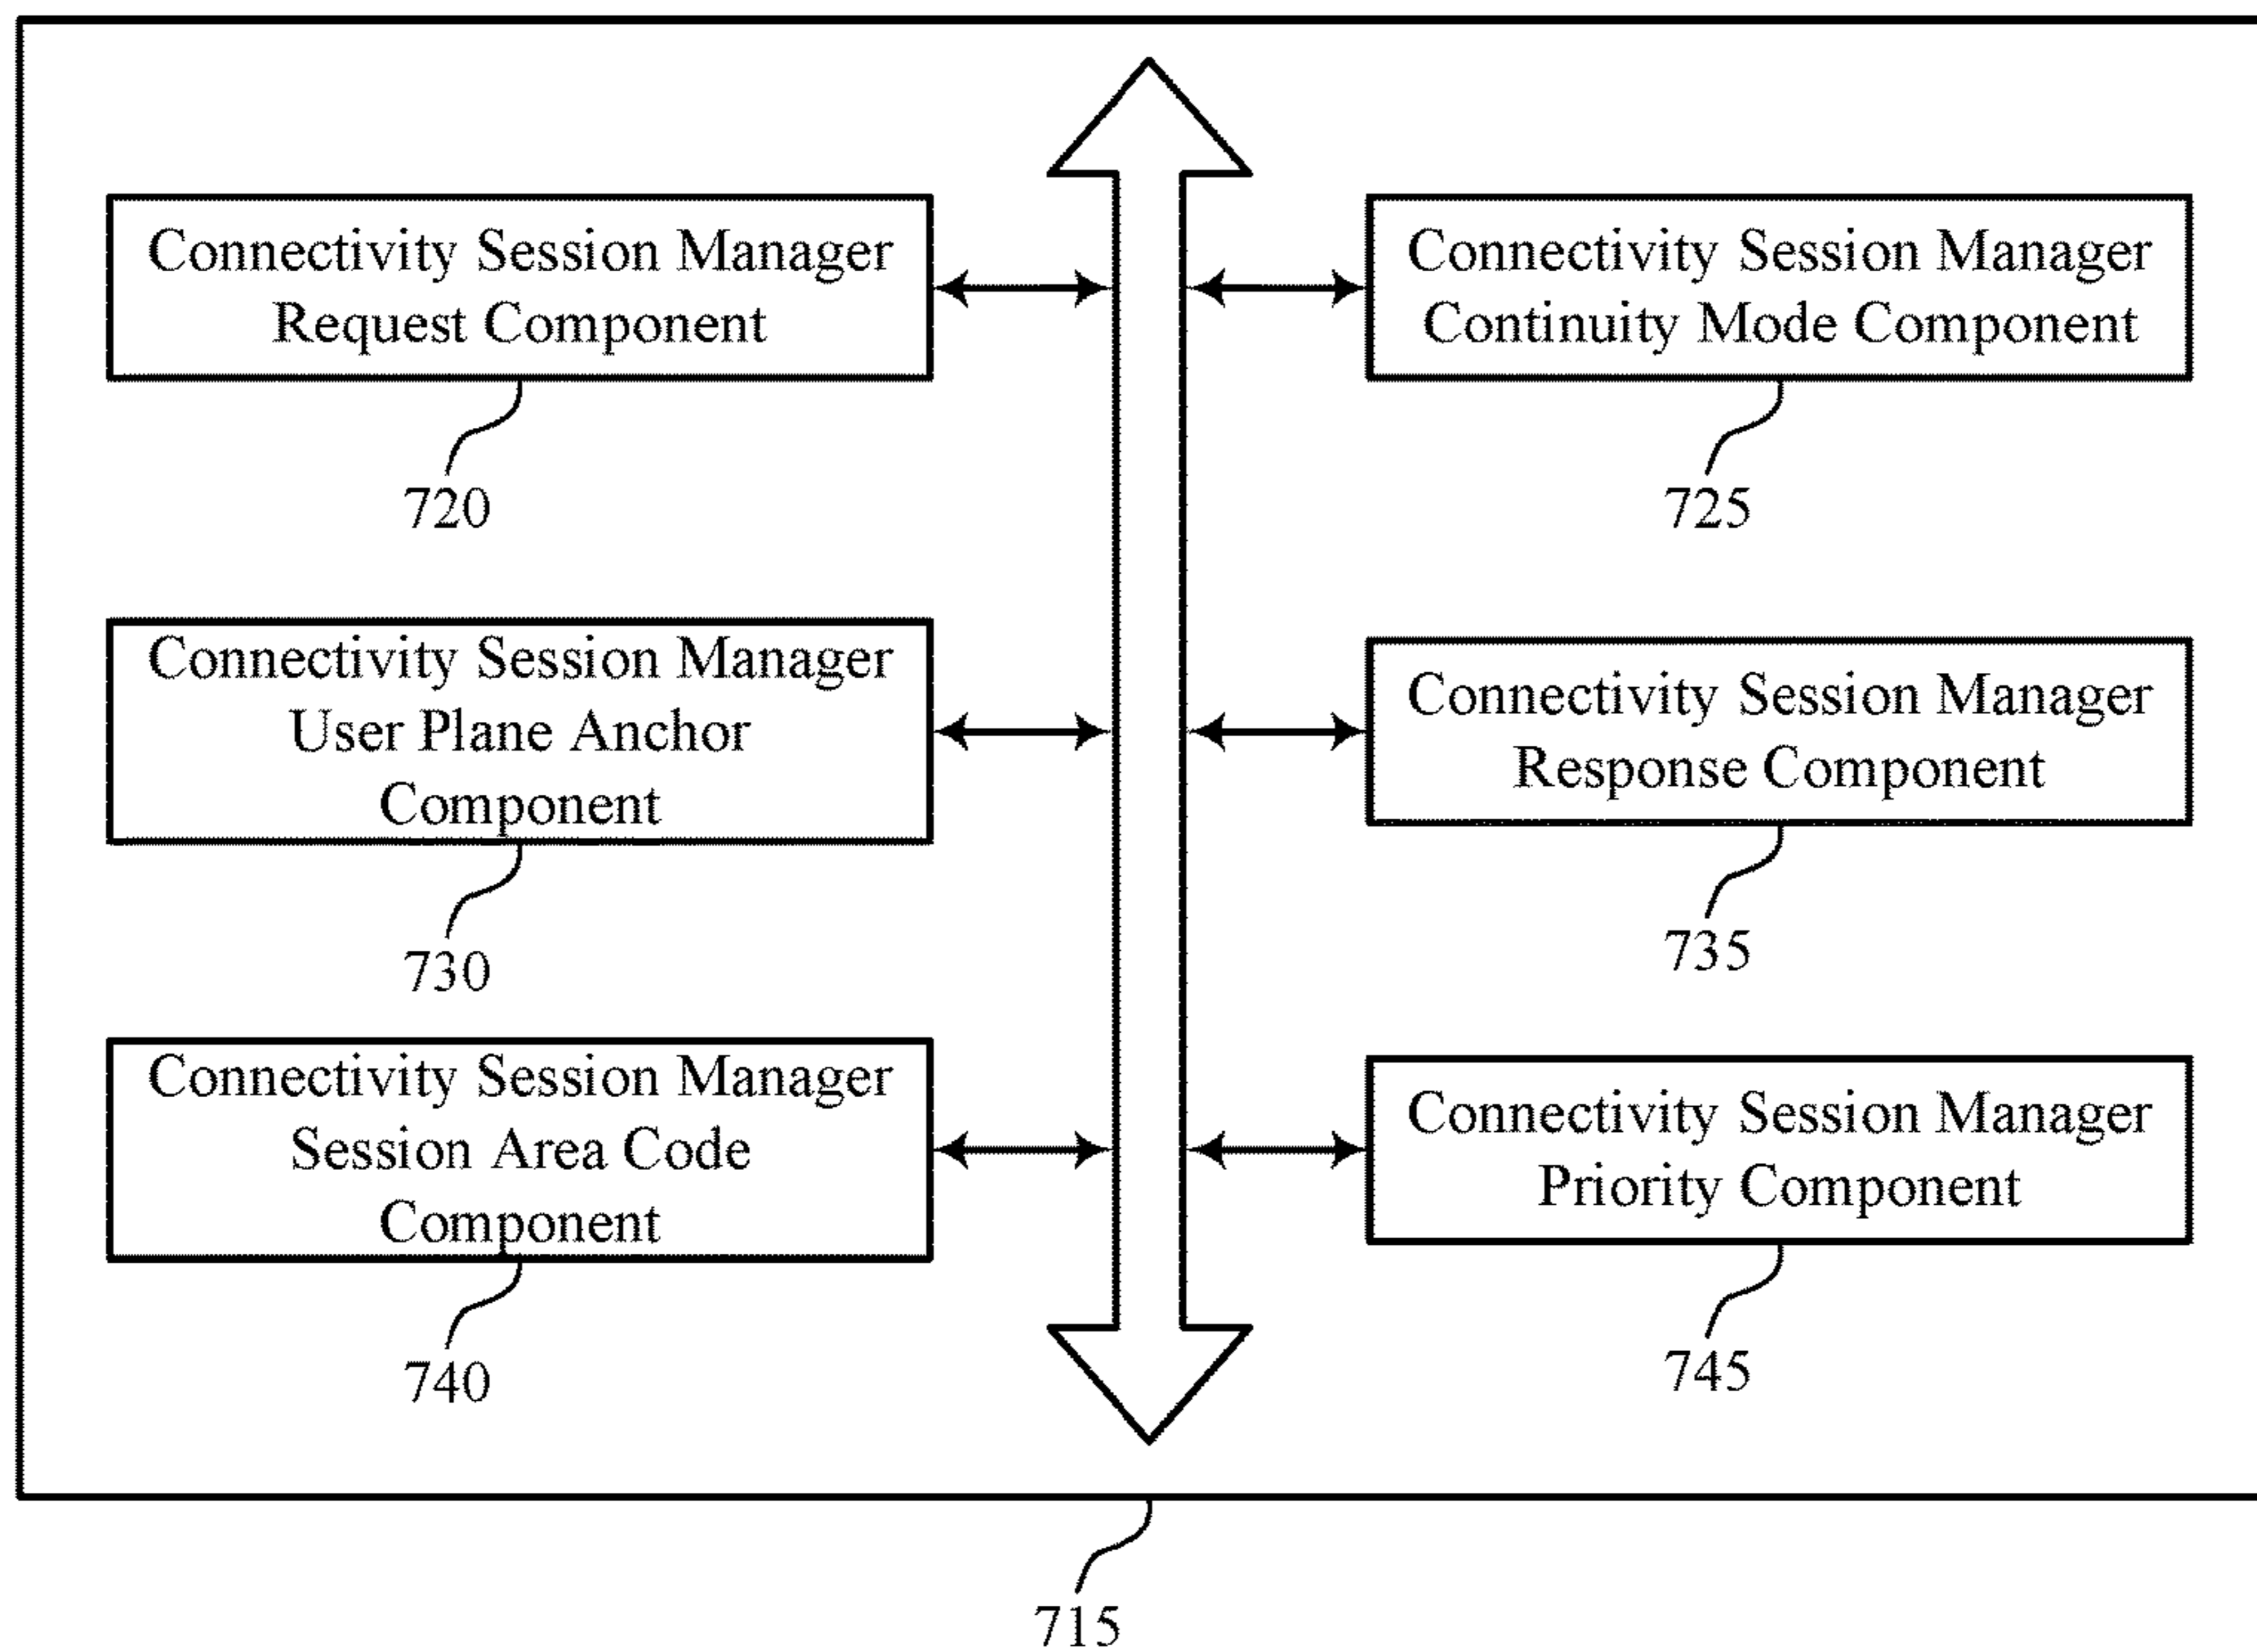 Connectivity Session Manager
Request Component
720
Connectivity Session Manager
Continuity Mode Component
725
Connectivity Session Manager
User Plane Anchor
Component
730
Connectivity Session Manager
Response Component
735
Connectivity Session Manager
Session Area Code
Component
740
Connectivity Session Manager
Priority Component
745
715